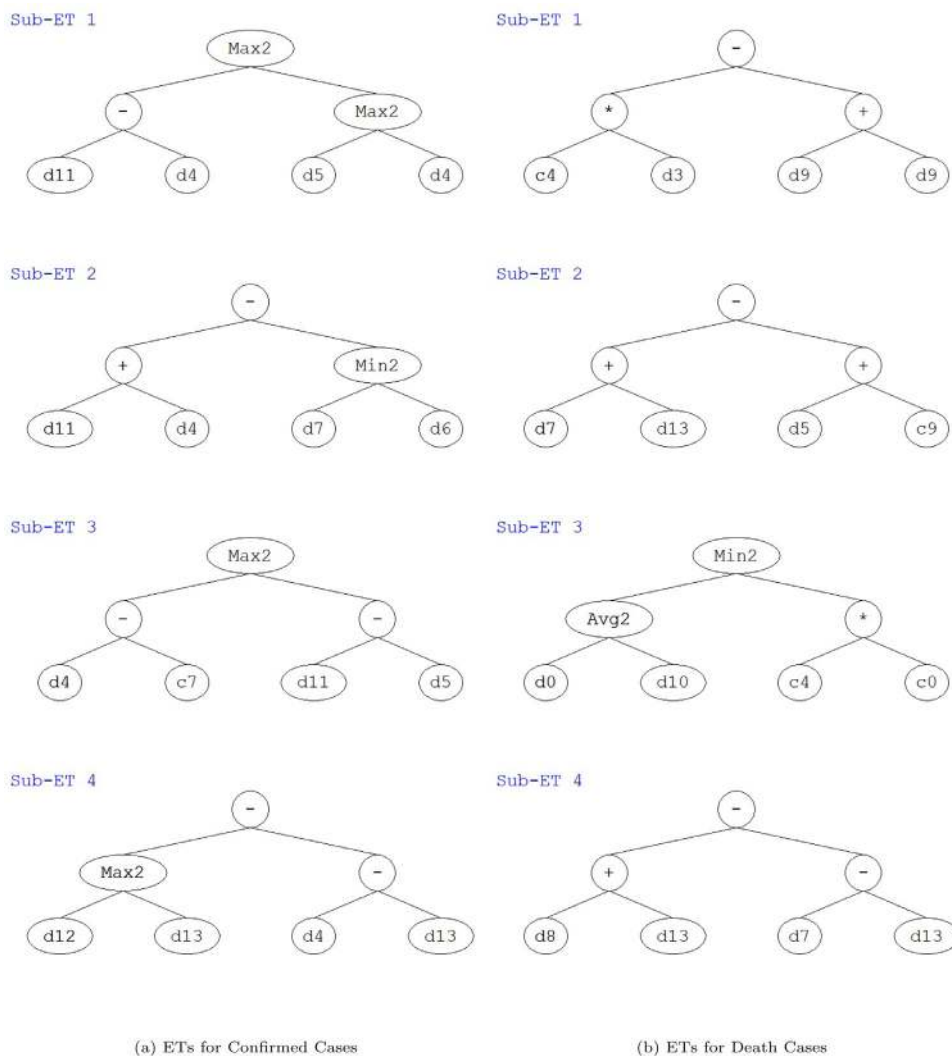 Sub-ET 1 Sub-ET 1
Max2 -
- Max2 * +
d11 d4 d5 d4 c4 d3 d9 d9
Sub-ET 2 Sub-ET 2
- -
+ Min2 + +
d11 d4 d7 d6 d7 d13 d5 c9
Sub-ET 3 Sub-ET 3
Max2 Min2
- - Avg2 *
d4 c7 d11 d5 d0 d10 c4 c0
Sub-ET 4 Sub-ET 4
- -
Max2 - + -
d12 d13 d4 d13 d8 d13 d7 d13
(a) ETs for Confirmed Cases (b) ETs for Death Cases